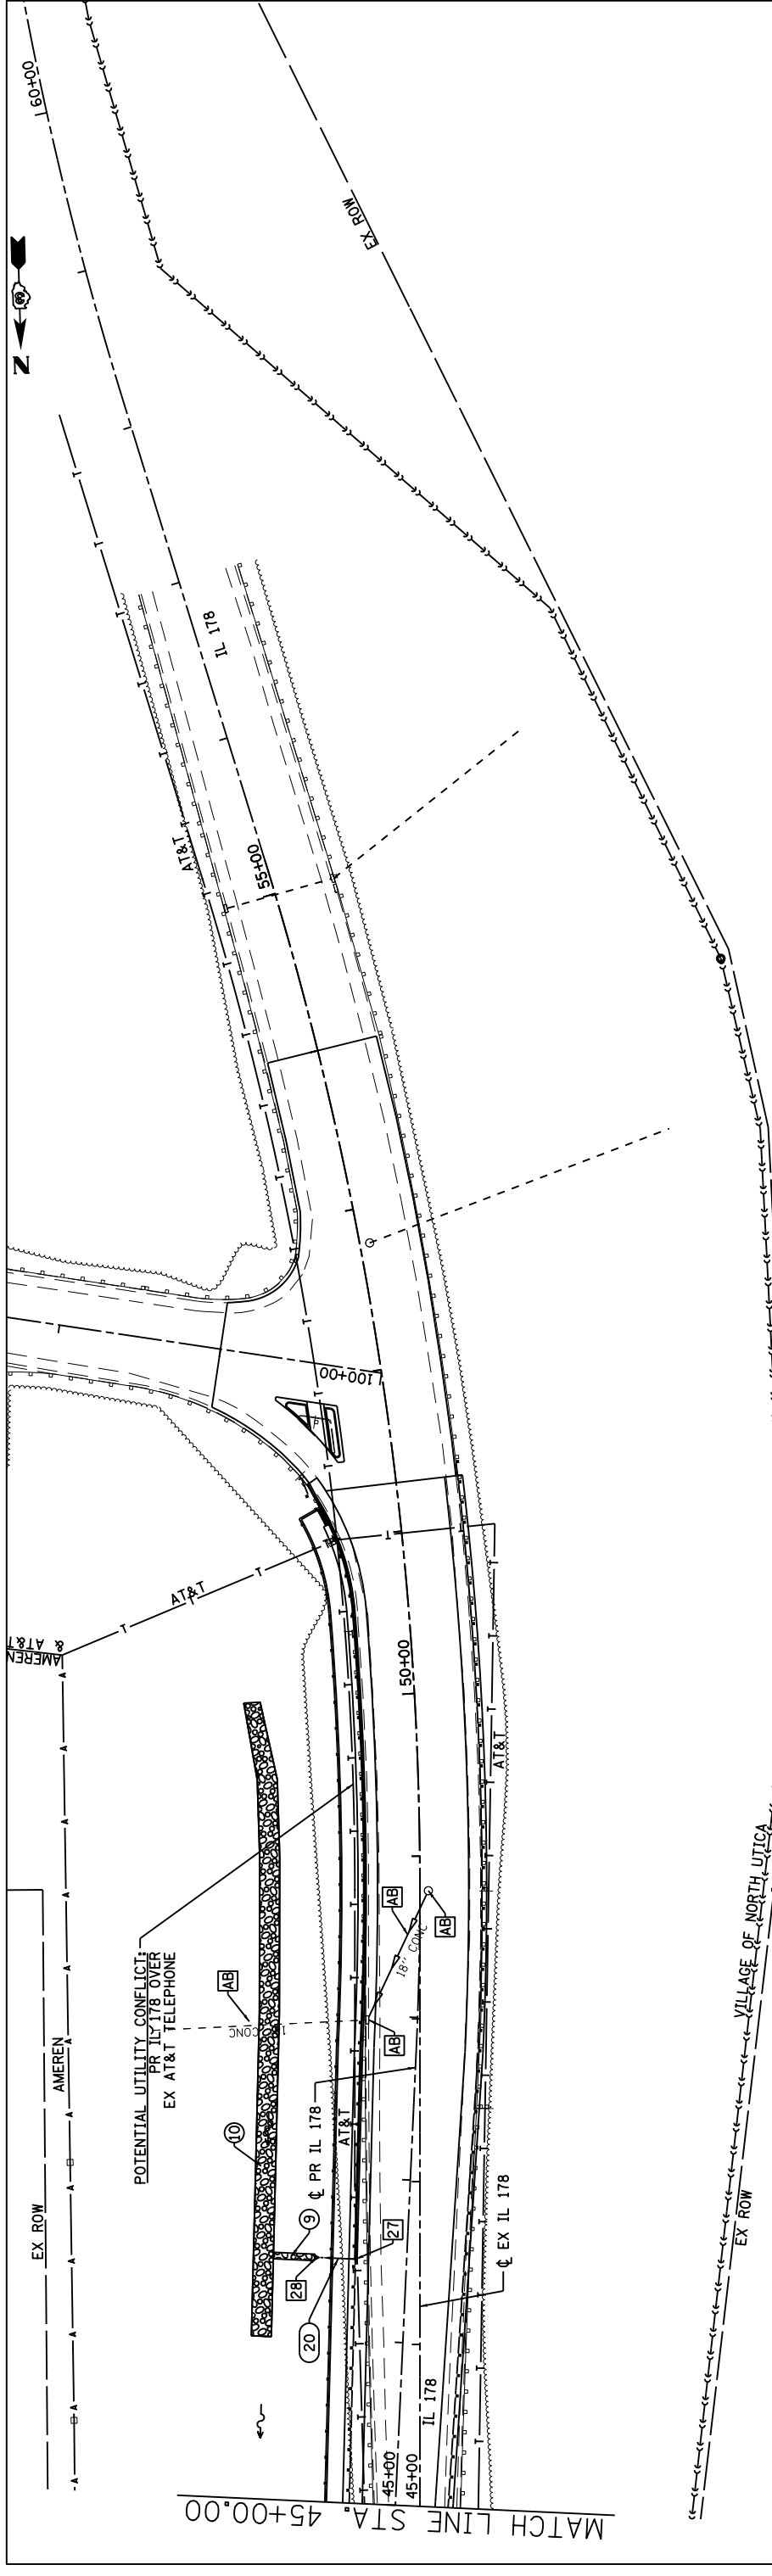 60+00
N
EX ROW
IL 178
AT&T
55+00
100+00
AT&T
AMEREN
& AT&T
50+00
AT&T
VILLAGE OF NORTH UTICA
EX ROW
AB
AB
18" CONC
AB
CONC
AB
POTENTIAL UTILITY CONFLICT:
PR IL 178 OVER
EX AT&T TELEPHONE
AMEREN
EX ROW
10
9
28
20
27
℄ PR IL 178
AT&T
℄ EX IL 178
IL 178
45+00
45+00
MATCH LINE STA. 45+00.00